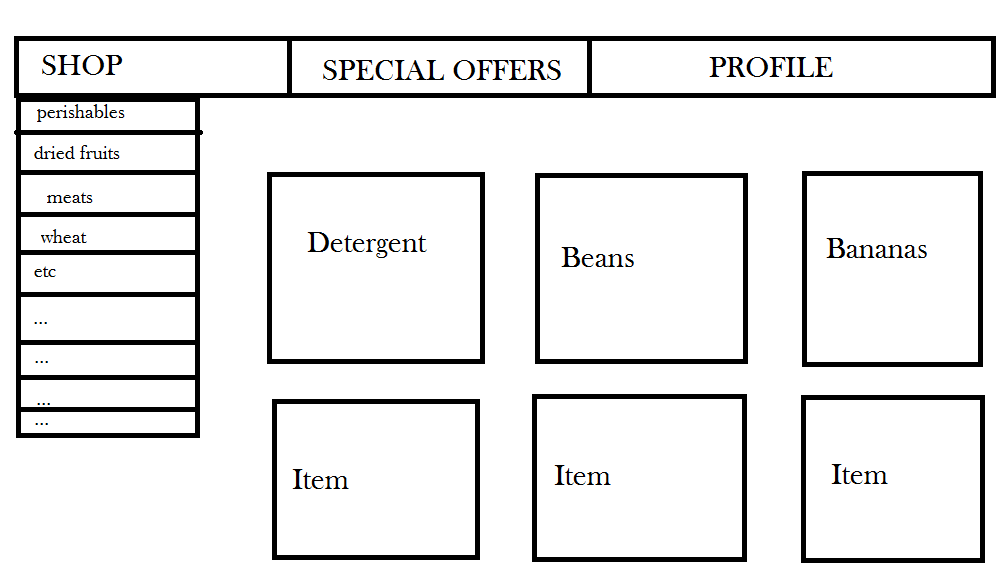 SHOP
SPECIAL OFFERS
PROFILE
perishables
dried fruits
meats
wheat
etc
...
...
...
...
Detergent
Beans
Bananas
Item
Item
Item